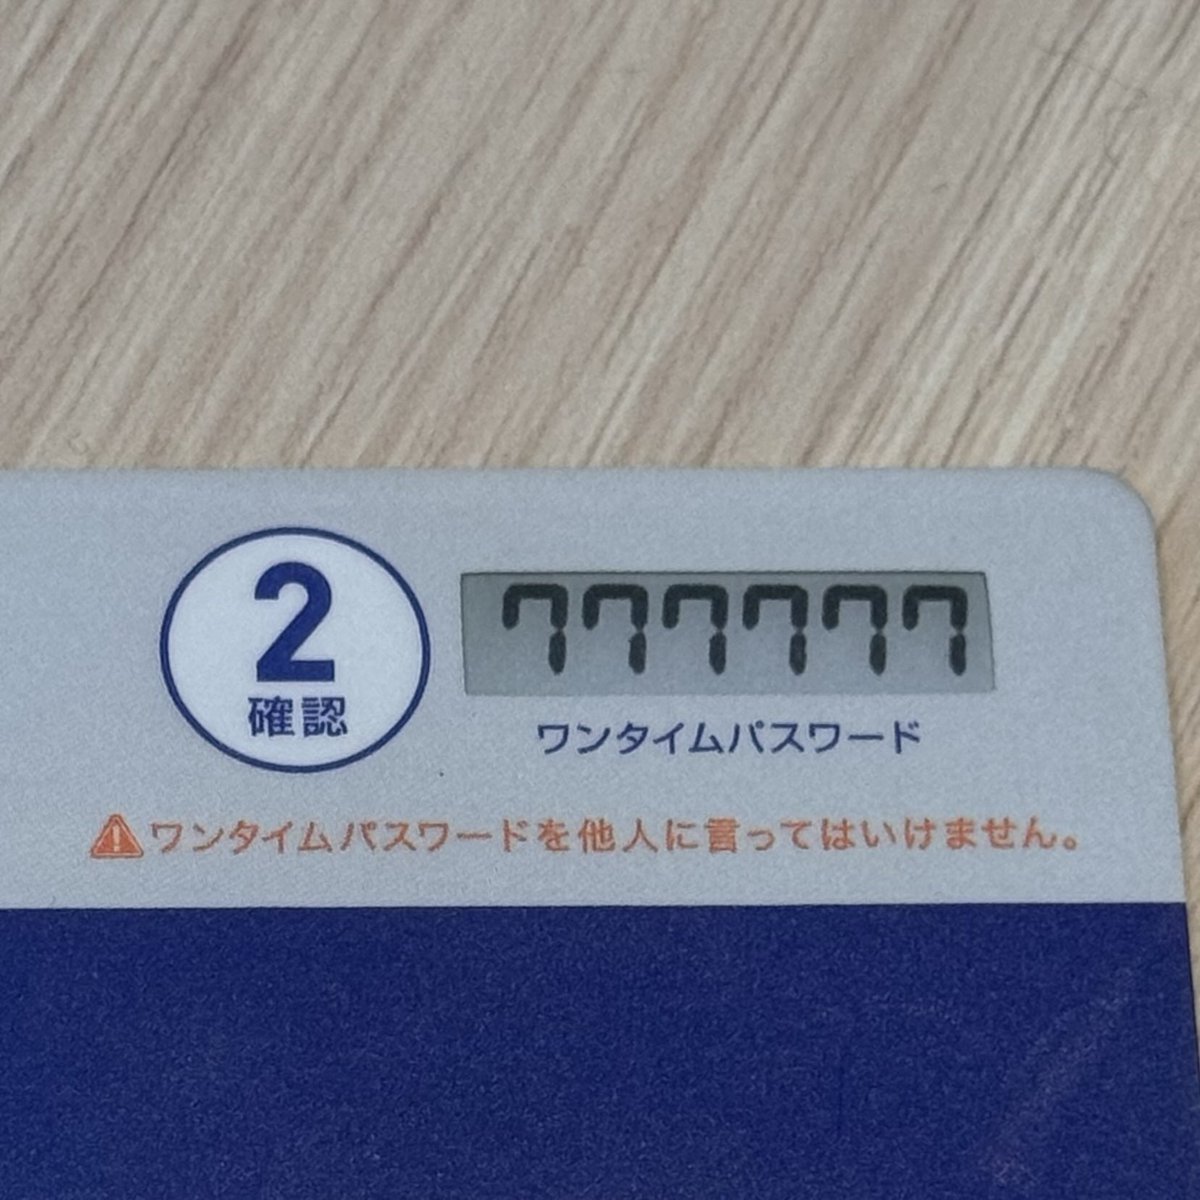 2
確認
777777
ワンタイムパスワード
ワンタイムパスワードを他人に言ってはいけません。